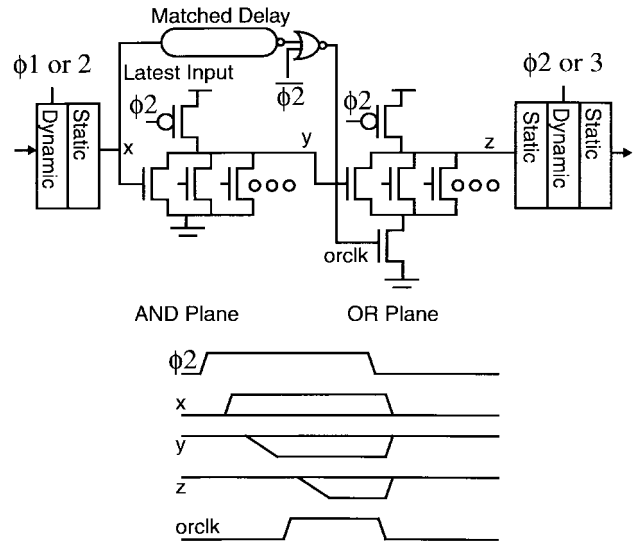 Matched Delay
ϕ1 or 2
Latest Input
ϕ2
ϕ2
ϕ2
ϕ2 or 3
Dynamic
Static
x
y
z
Static
Dynamic
Static
orclk
AND Plane
OR Plane
ϕ2
x
y
z
orclk